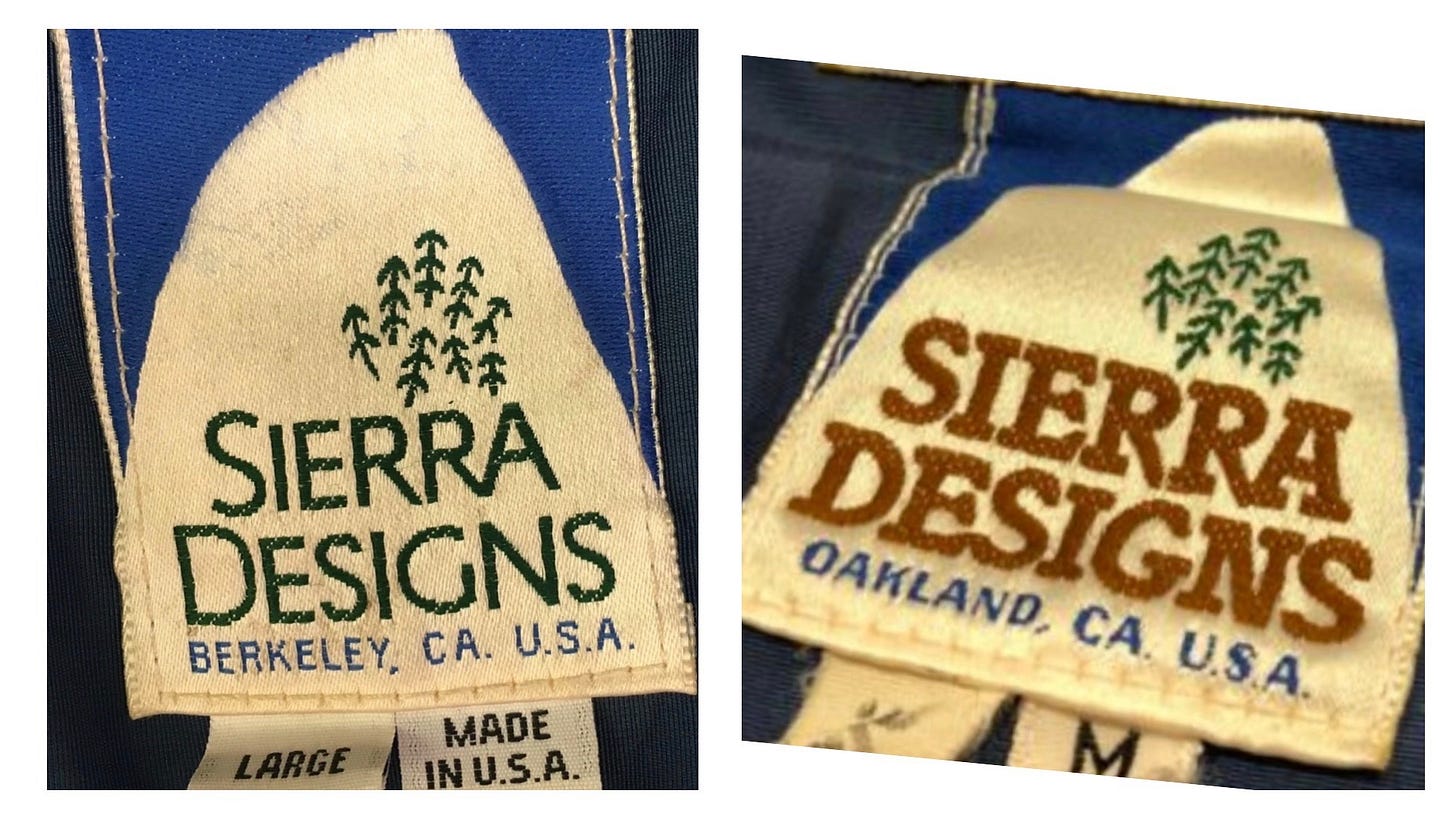 SIERRA
DESIGNS
BERKELEY, CA. U.S.A.
LARGE
MADE
IN U.S.A.
SIERRA
DESIGNS
OAKLAND, CA. U.S.A.
M